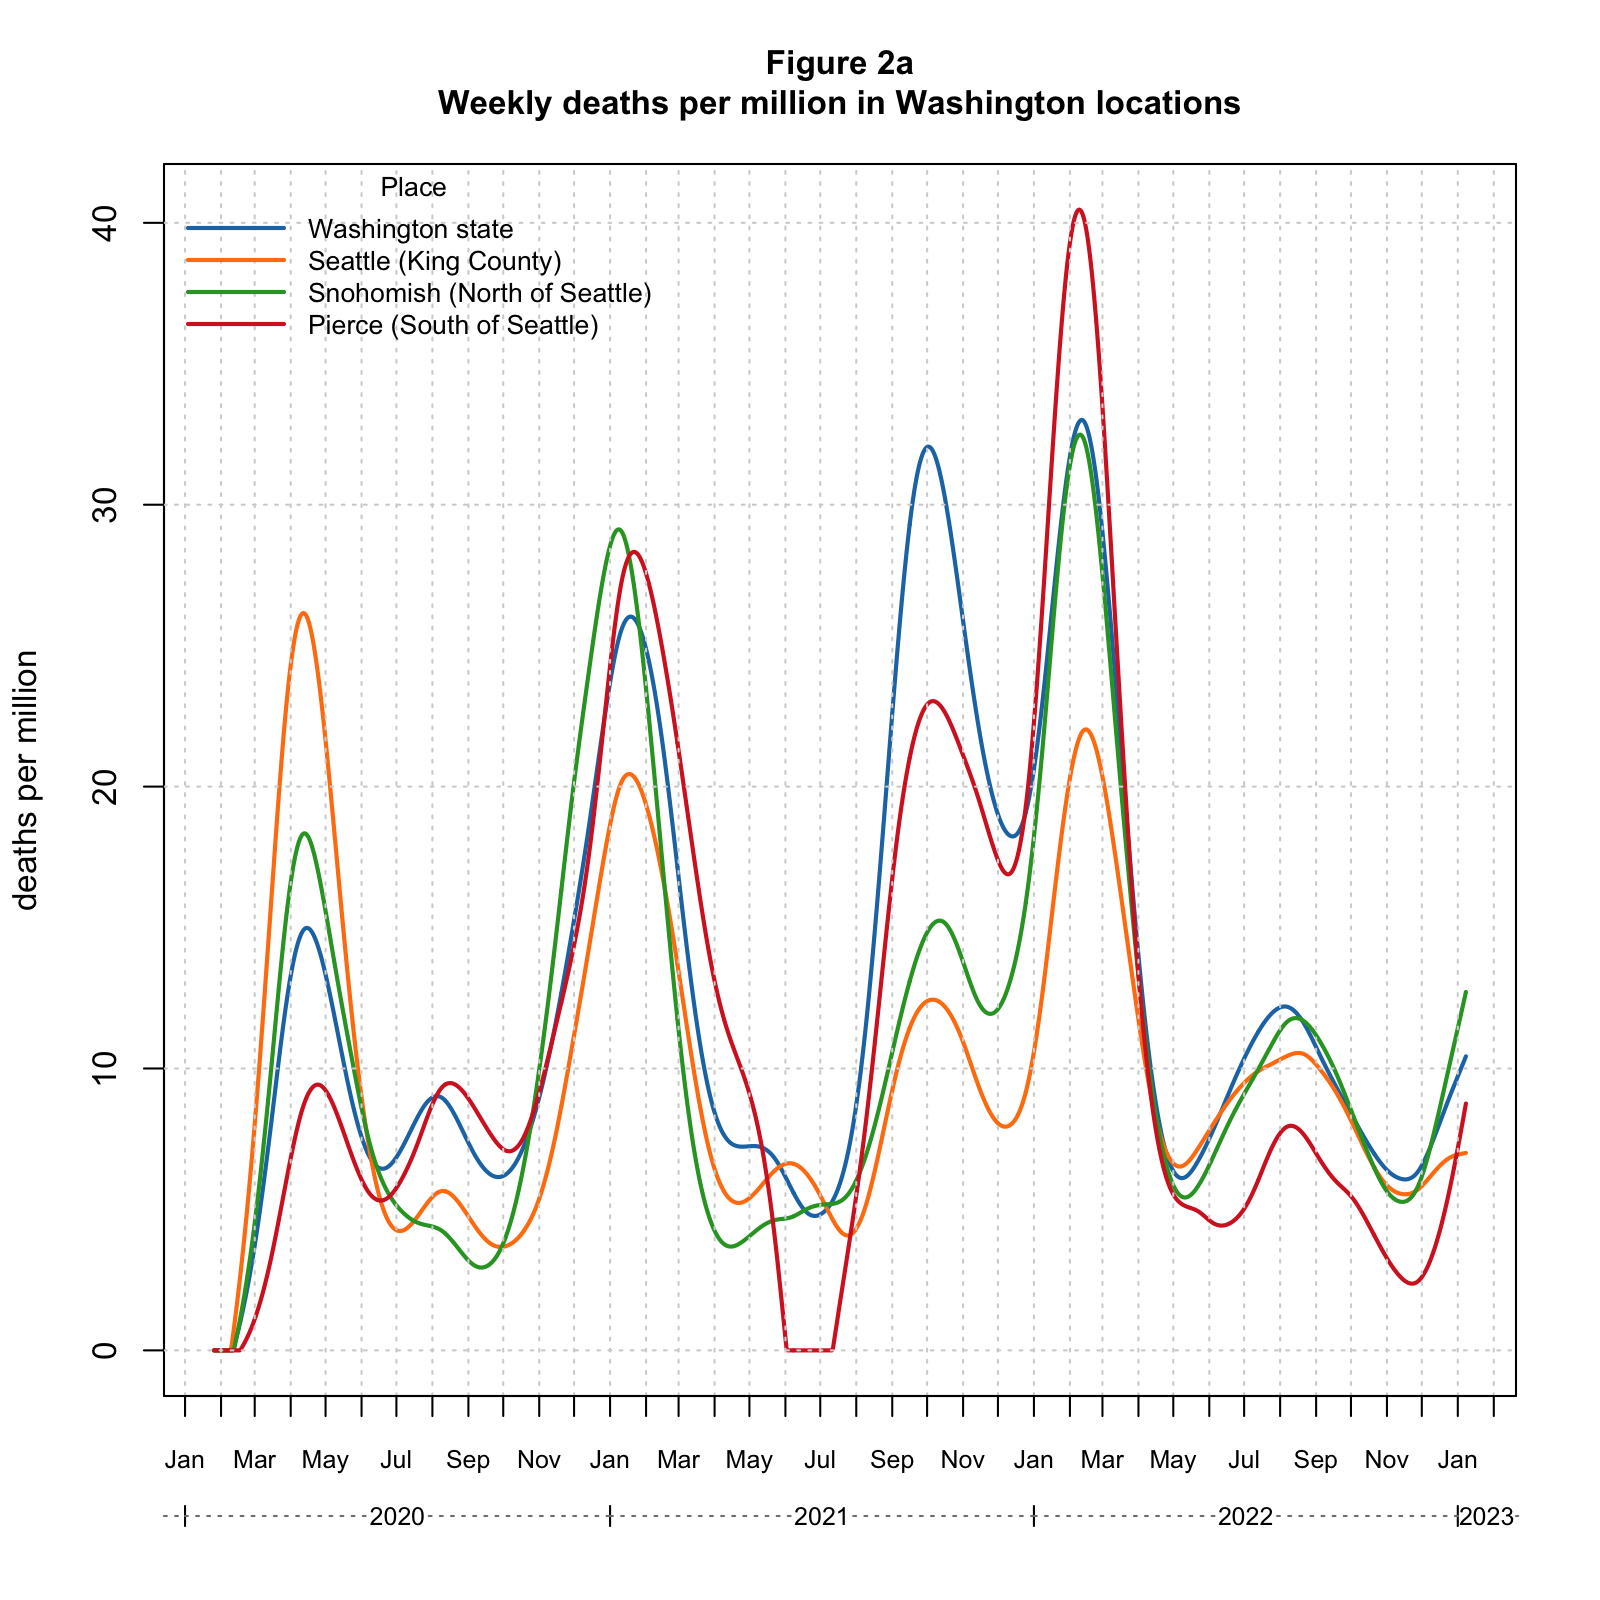 Figure 2a
Weekly deaths per million in Washington locations
Place
Washington state
Seattle (King County)
Snohomish (North of Seattle)
Pierce (South of Seattle)
deaths per million
40
30
20
10
0
Jan Mar May Jul Sep Nov Jan Mar May Jul Sep Nov Jan Mar May Jul Sep Nov Jan
2020 2021 2022 2023